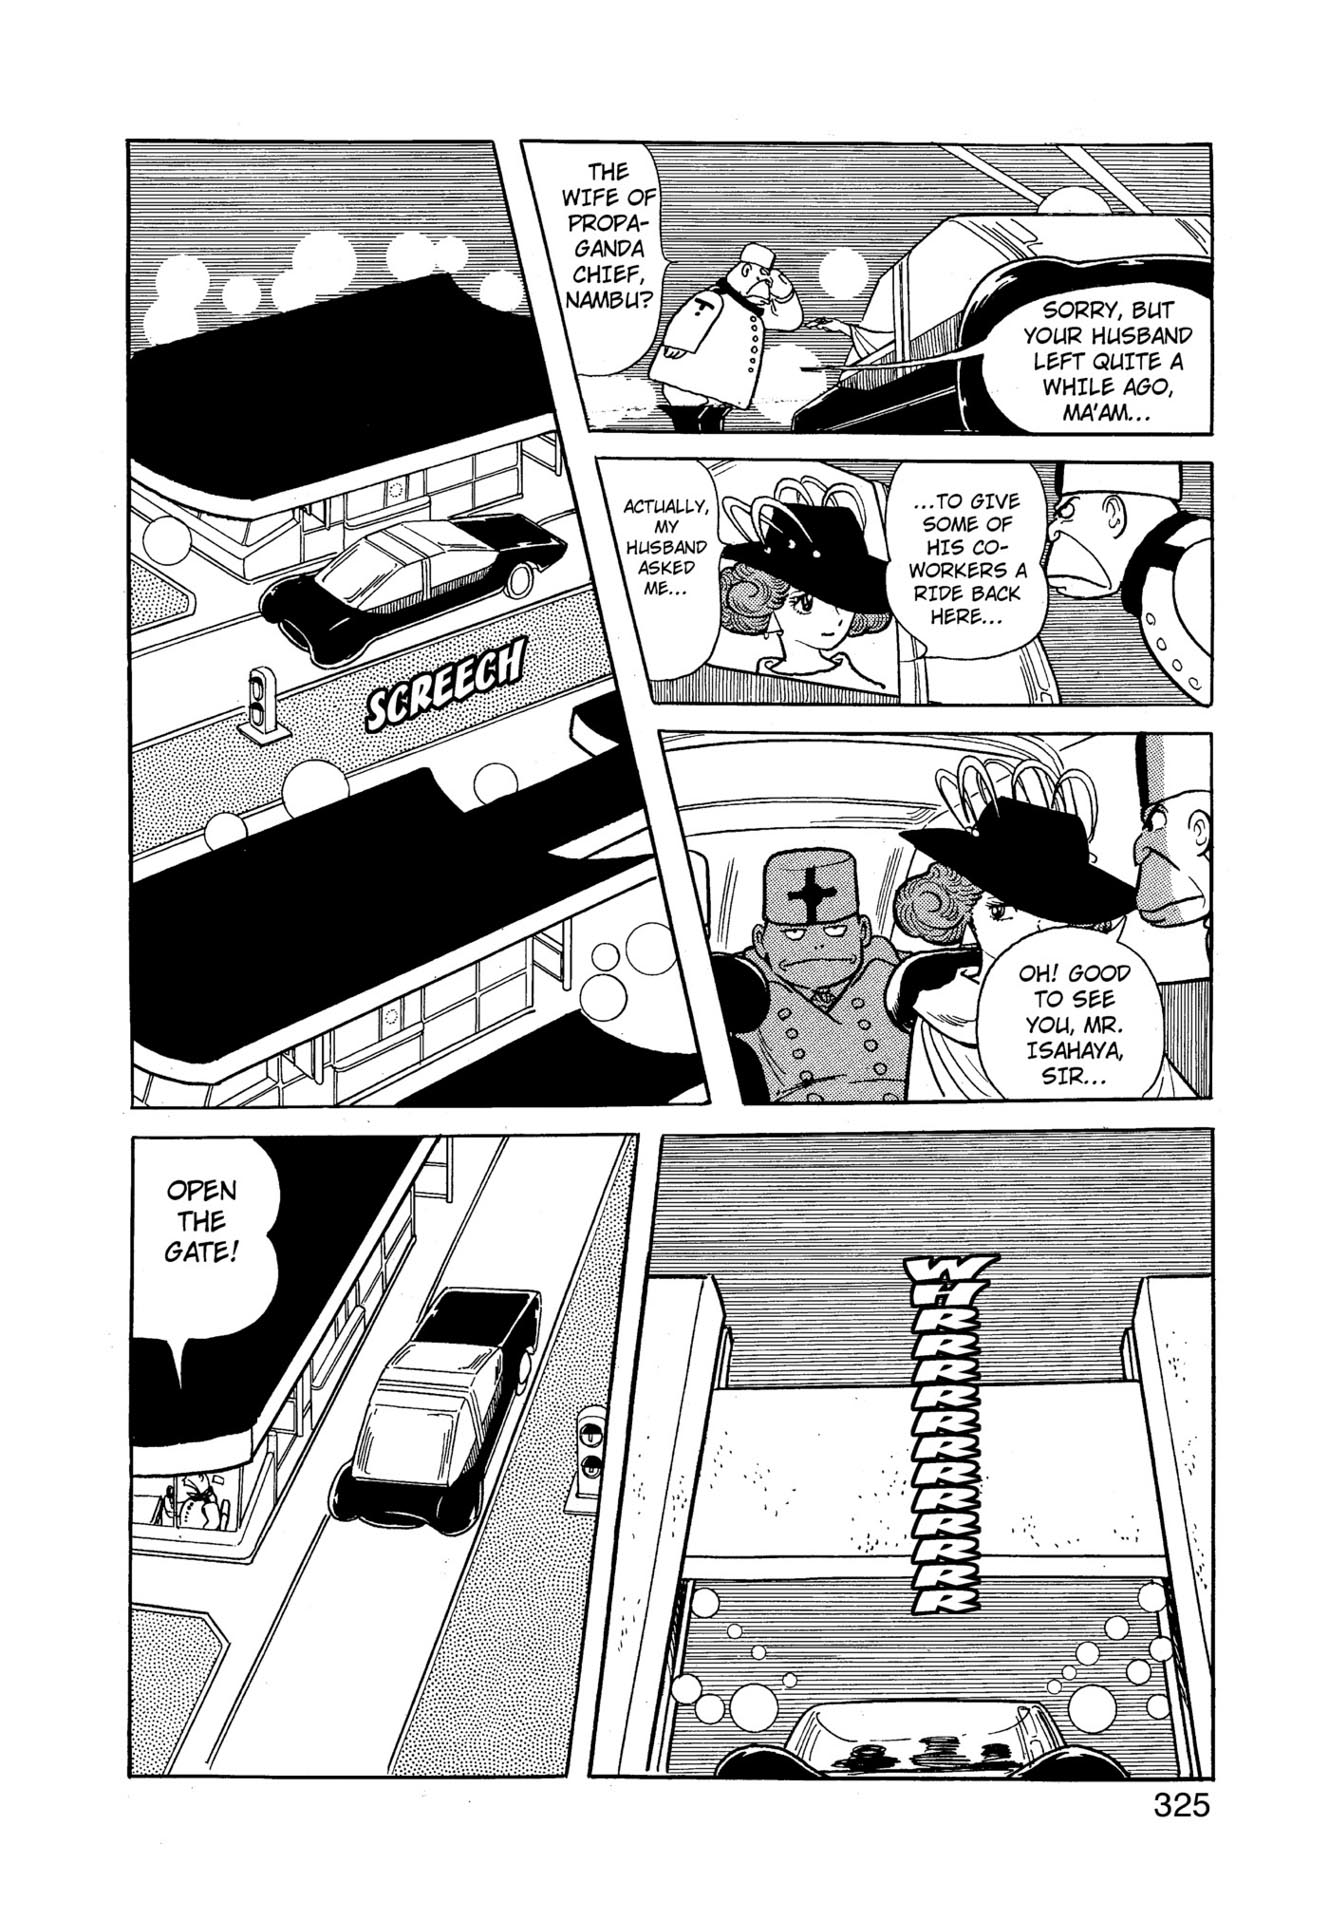 SCREECH
THE
WIFE OF
PROPA-
GANDA
CHIEF,
NAMBU?
SORRY, BUT
YOUR HUSBAND
LEFT QUITE A
WHILE AGO,
MA'AM...
ACTUALLY,
MY
HUSBAND
ASKED
ME...
...TO GIVE
SOME OF
HIS CO-
WORKERS A
RIDE BACK
HERE...
OH! GOOD
TO SEE
YOU, MR.
ISAHAYA,
SIR...
OPEN
THE
GATE!
WHRRRRRRRRRRR
325